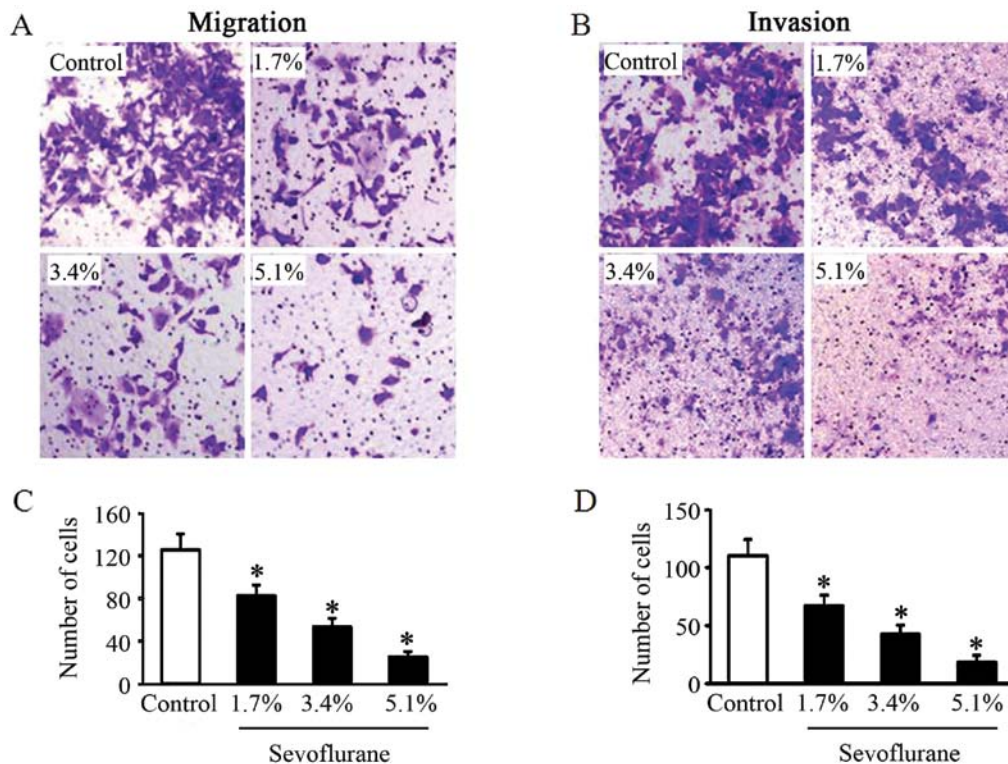 A
Migration
Control
1.7%
3.4%
5.1%
B
Invasion
Control
1.7%
3.4%
5.1%
C
Number of cells
160
120
80
40
0
*
*
*
Control
1.7%
3.4%
5.1%
Sevoflurane
D
Number of cells
150
100
50
0
*
*
*
Control
1.7%
3.4%
5.1%
Sevoflurane